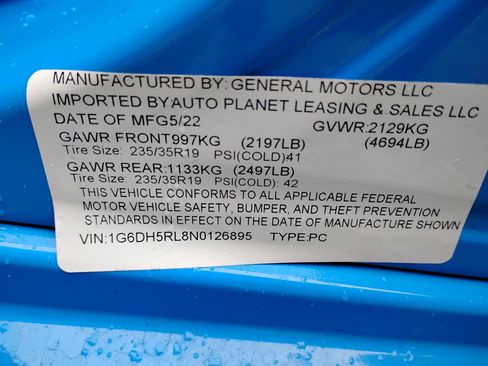 MANUFACTURED BY: GENERAL MOTORS LLC
IMPORTED BY:AUTO PLANET LEASING & SALES LLC
DATE OF MFG5/22 GVWR:2129KG
GAWR FRONT997KG (2197LB) (4694LB)
Tire Size: 235/35R19 PSI(COLD)41
GAWR REAR:1133KG (2497LB)
Tire Size: 235/35R19 PSI(COLD): 42
THIS VEHICLE CONFORMS TO ALL APPLICABLE FEDERAL
MOTOR VEHICLE SAFETY, BUMPER, AND THEFT PREVENTION
STANDARDS IN EFFECT ON THE DATE OF MANUFACTURE SHOWN
VIN:1G6DH5RL8N0126895 TYPE:PC